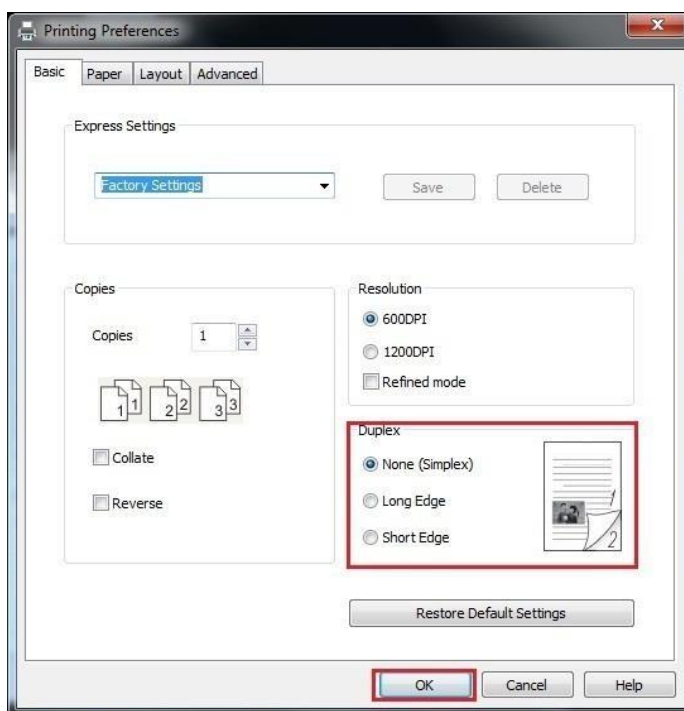 Printing Preferences
X
Basic
Paper
Layout
Advanced
Express Settings
Factory Settings
Save
Delete
Copies
Copies
1
1 1 2 2 3 3
Collate
Reverse
Resolution
600DPI
1200DPI
Refined mode
Duplex
None (Simplex)
Long Edge
Short Edge
1
2
Restore Default Settings
OK
Cancel
Help